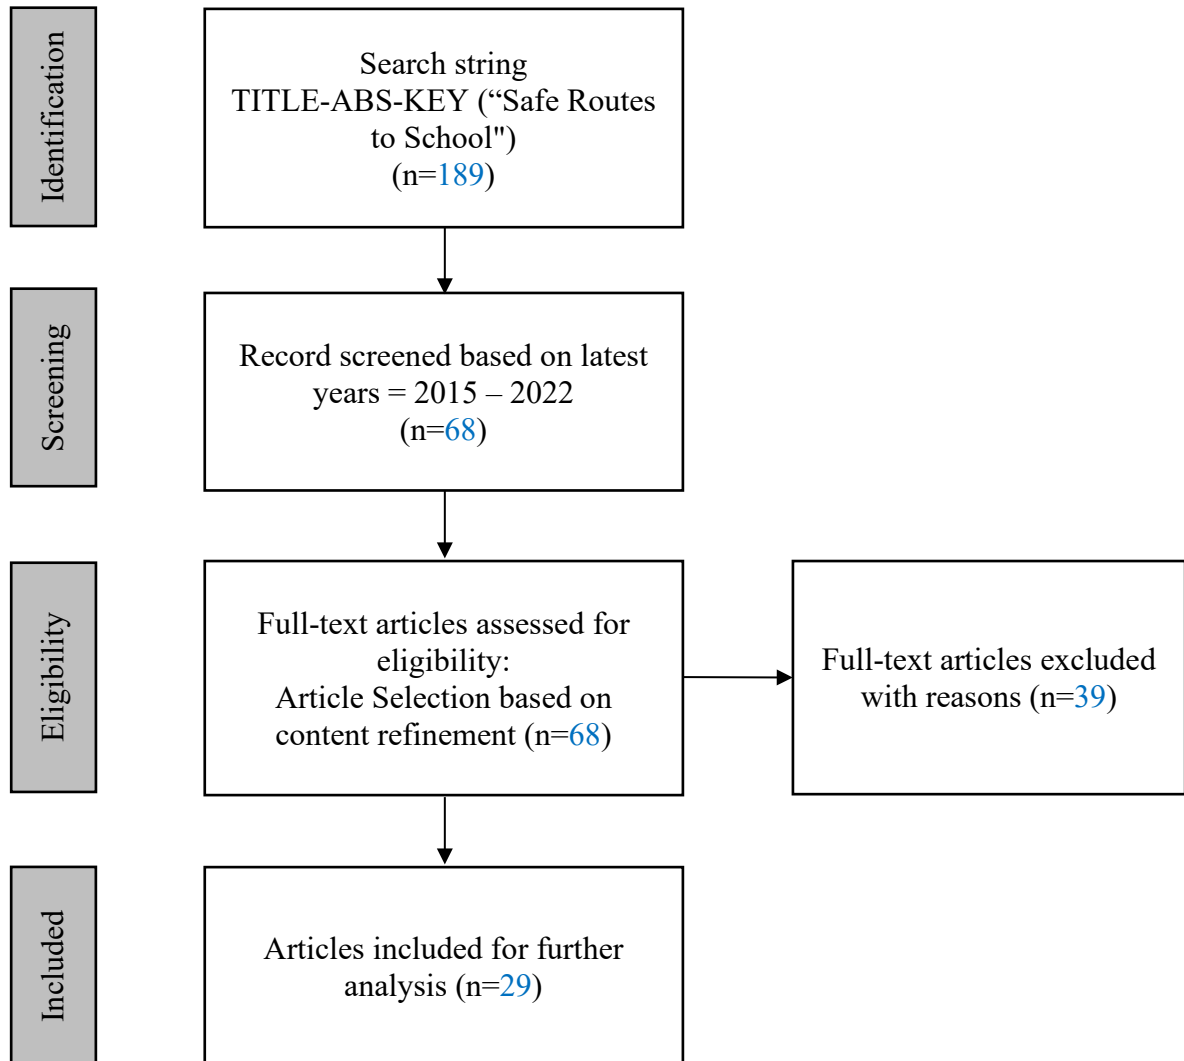 Identification
Search string
TITLE-ABS-KEY (“Safe Routes
to School")
(n=189)
Screening
Record screened based on latest
years = 2015 – 2022
(n=68)
Eligibility
Full-text articles assessed for
eligibility:
Article Selection based on
content refinement (n=68)
Full-text articles excluded
with reasons (n=39)
Included
Articles included for further
analysis (n=29)